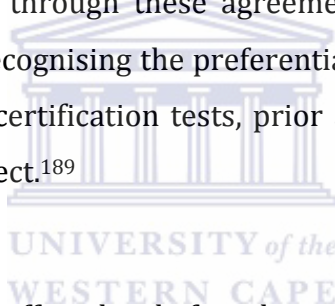 through these agreeme
ecognising the preferentia
certification tests, prior
ect.189
UNIVERSITY of the
WESTERN CAPE